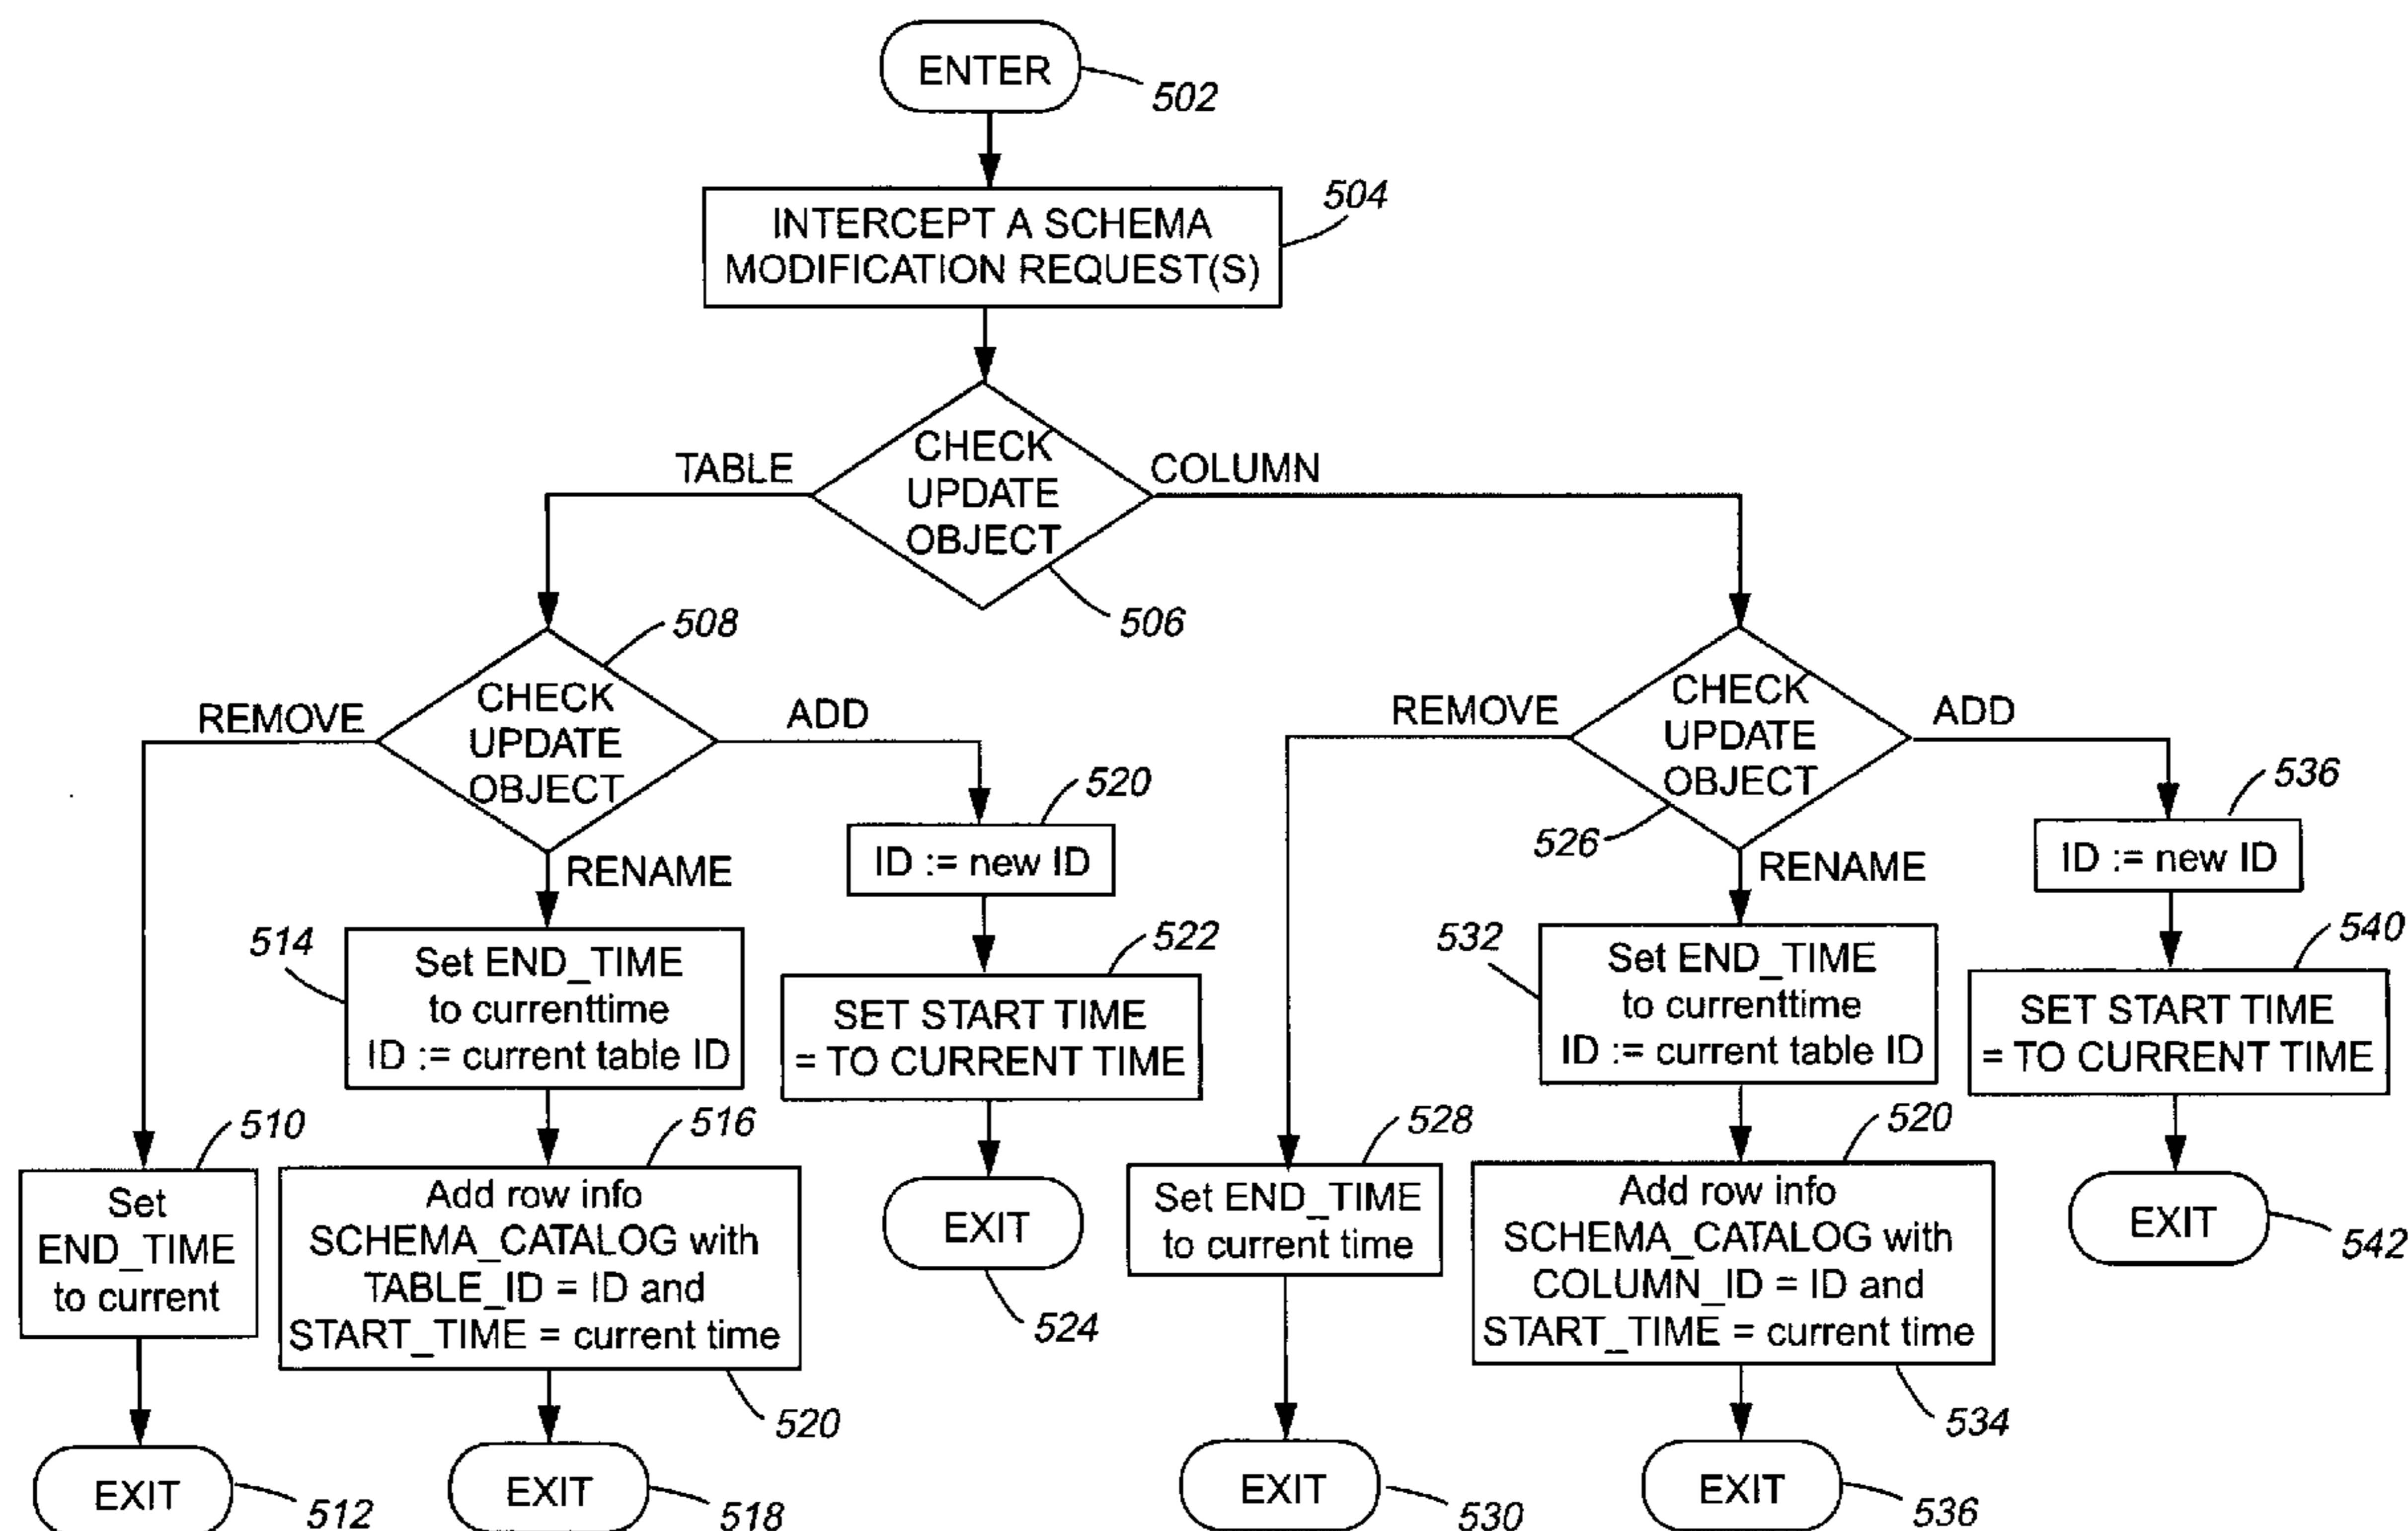 ENTER
502
504
INTERCEPT A SCHEMA
MODIFICATION REQUEST(S)
TABLE
CHECK
UPDATE
OBJECT
COLUMN
506
508
REMOVE
CHECK
UPDATE
OBJECT
ADD
RENAME
520
ID := new ID
514
Set END_TIME
to currenttime
ID := current table ID
522
SET START TIME
= TO CURRENT TIME
510
Set
END_TIME
to current
516
Add row info
SCHEMA_CATALOG with
TABLE_ID = ID and
START_TIME = current time
520
EXIT
524
EXIT
512
EXIT
518
REMOVE
CHECK
UPDATE
OBJECT
ADD
526
RENAME
536
ID := new ID
532
Set END_TIME
to currenttime
ID := current table ID
540
SET START TIME
= TO CURRENT TIME
528
Set END_TIME
to current time
520
Add row info
SCHEMA_CATALOG with
COLUMN_ID = ID and
START_TIME = current time
534
EXIT
542
EXIT
530
EXIT
536